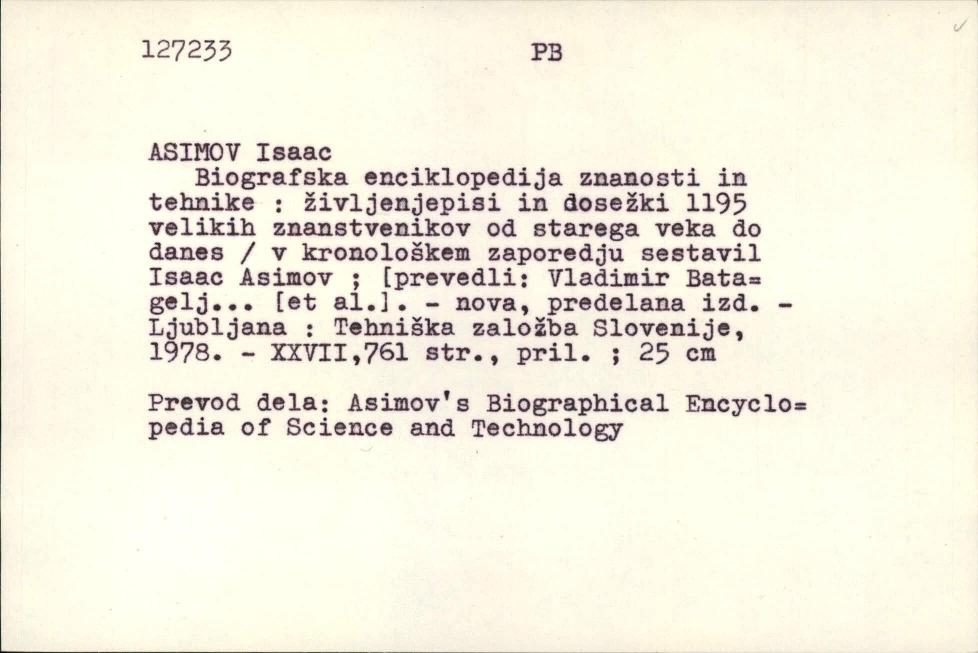 127233 PB
ASIMOV Isaac
Biografska enciklopedija znanosti in
tehnike : življenjepisi in dosežki 1195
velikih znanstvenikov od starega veka do
danes / v kronološkem zaporedju sestavil
Isaac Asimov ; [prevedli: Vladimir Bata=
gelj... [et al.]. - nova, predelana izd. -
Ljubljana : Tehniška založba Slovenije,
1978. - XXVII,761 str., pril. ; 25 cm
Prevod dela: Asimov's Biographical Encyclo=
pedia of Science and Technology